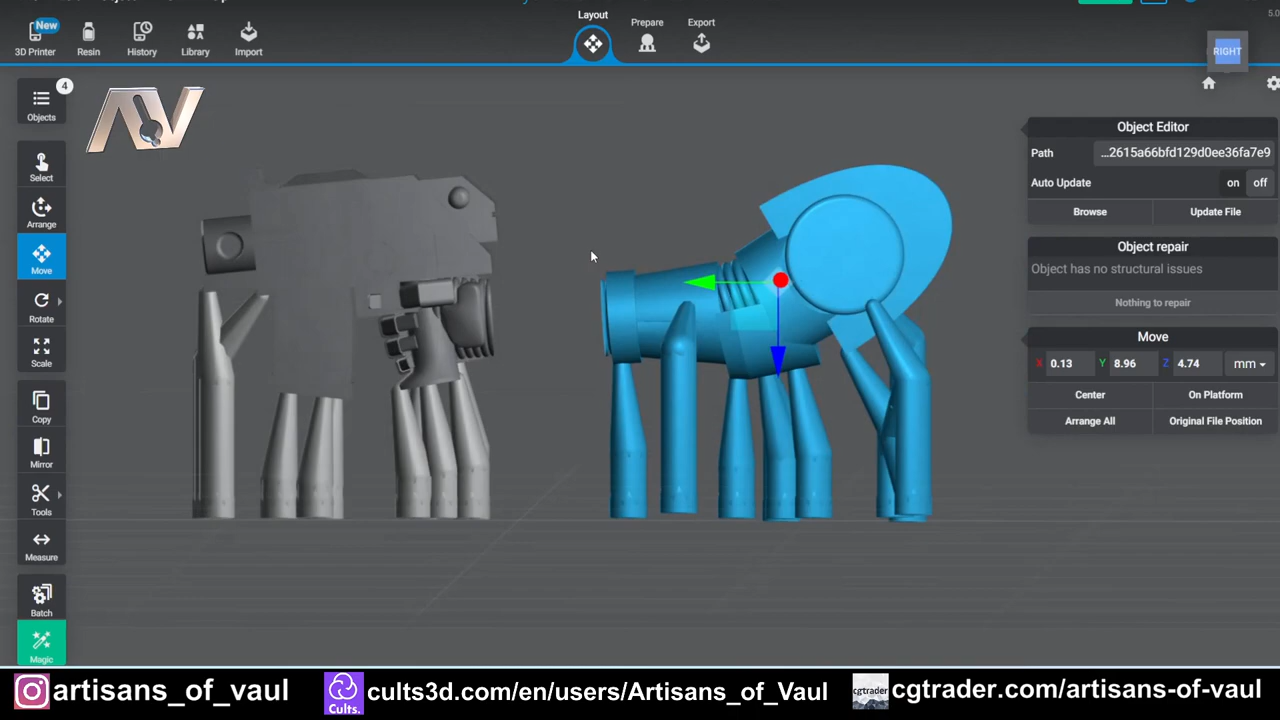 Layout
Prepare
Export
New
3D Printer
Resin
History
Library
Import
RIGHT
5.0
4
Objects
AV
Select
Arrange
Move
Rotate
Scale
Copy
Mirror
Tools
Measure
Batch
Magic
Object Editor
Path ...2615a66bfd129d0ee36fa7e9
Auto Update on off
Browse Update File
Object repair
Object has no structural issues
Nothing to repair
Move
X 0.13 Y 8.96 Z 4.74 mm
Center On Platform
Arrange All Original File Position
artisans_of_vaul
Cults.
cults3d.com/en/users/Artisans_of_Vaul
cgtrader
cgtrader.com/artisans-of-vaul